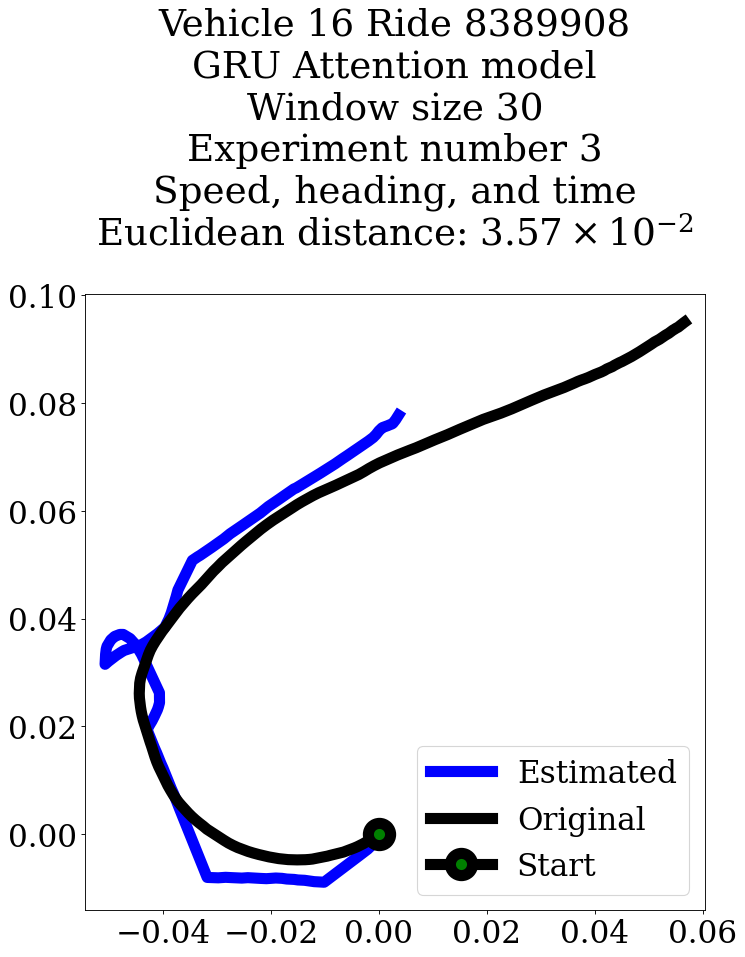 Vehicle 16 Ride 8389908
GRU Attention model
Window size 30
Experiment number 3
Speed, heading, and time
Euclidean distance: 3.57 × 10⁻²
0.10
0.08
0.06
0.04
0.02
0.00
Estimated
Original
Start
−0.04 −0.02 0.00 0.02 0.04 0.06